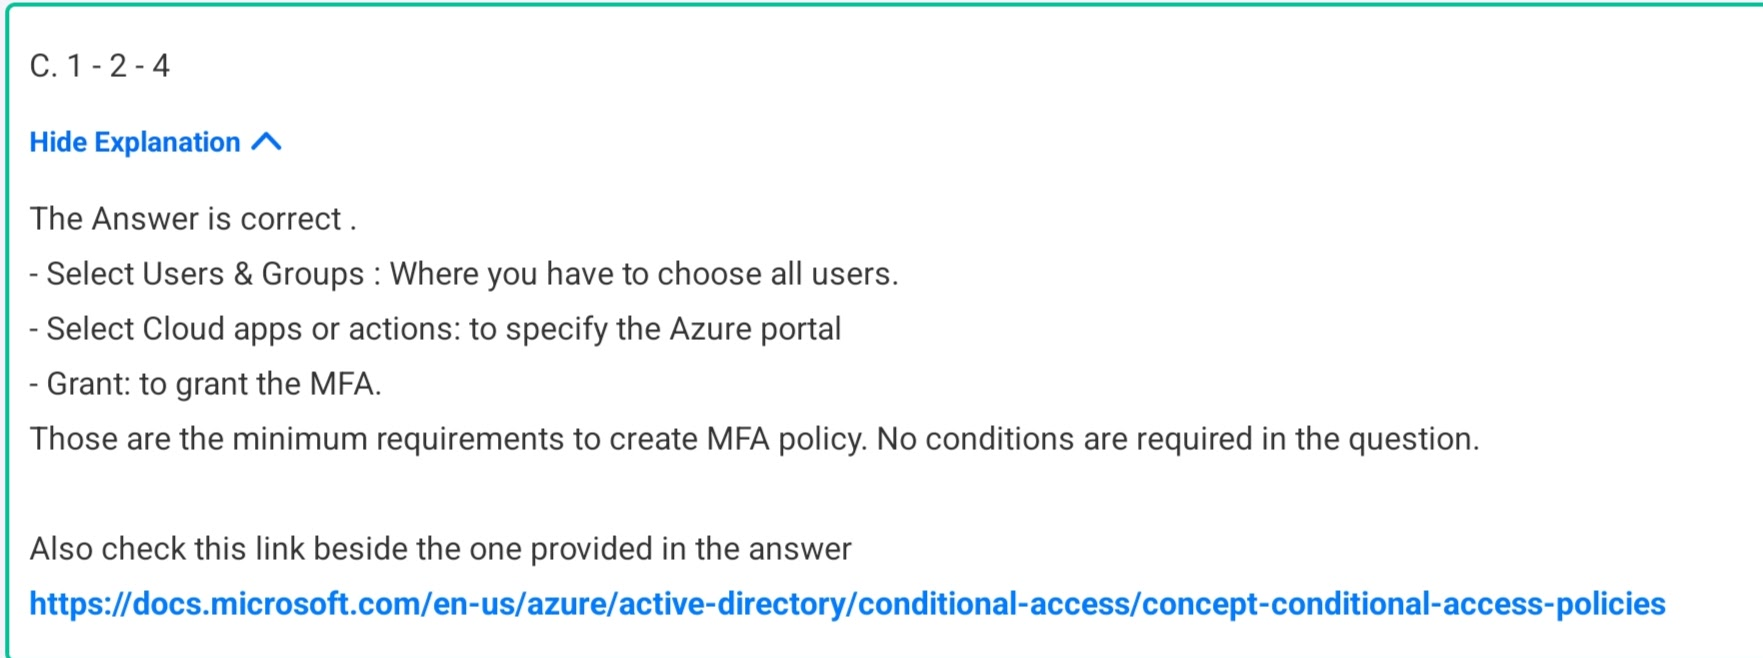 C. 1 - 2 - 4
Hide Explanation
The Answer is correct .
- Select Users & Groups : Where you have to choose all users.
- Select Cloud apps or actions: to specify the Azure portal
- Grant: to grant the MFA.
Those are the minimum requirements to create MFA policy. No conditions are required in the question.
Also check this link beside the one provided in the answer
https://docs.microsoft.com/en-us/azure/active-directory/conditional-access/concept-conditional-access-policies